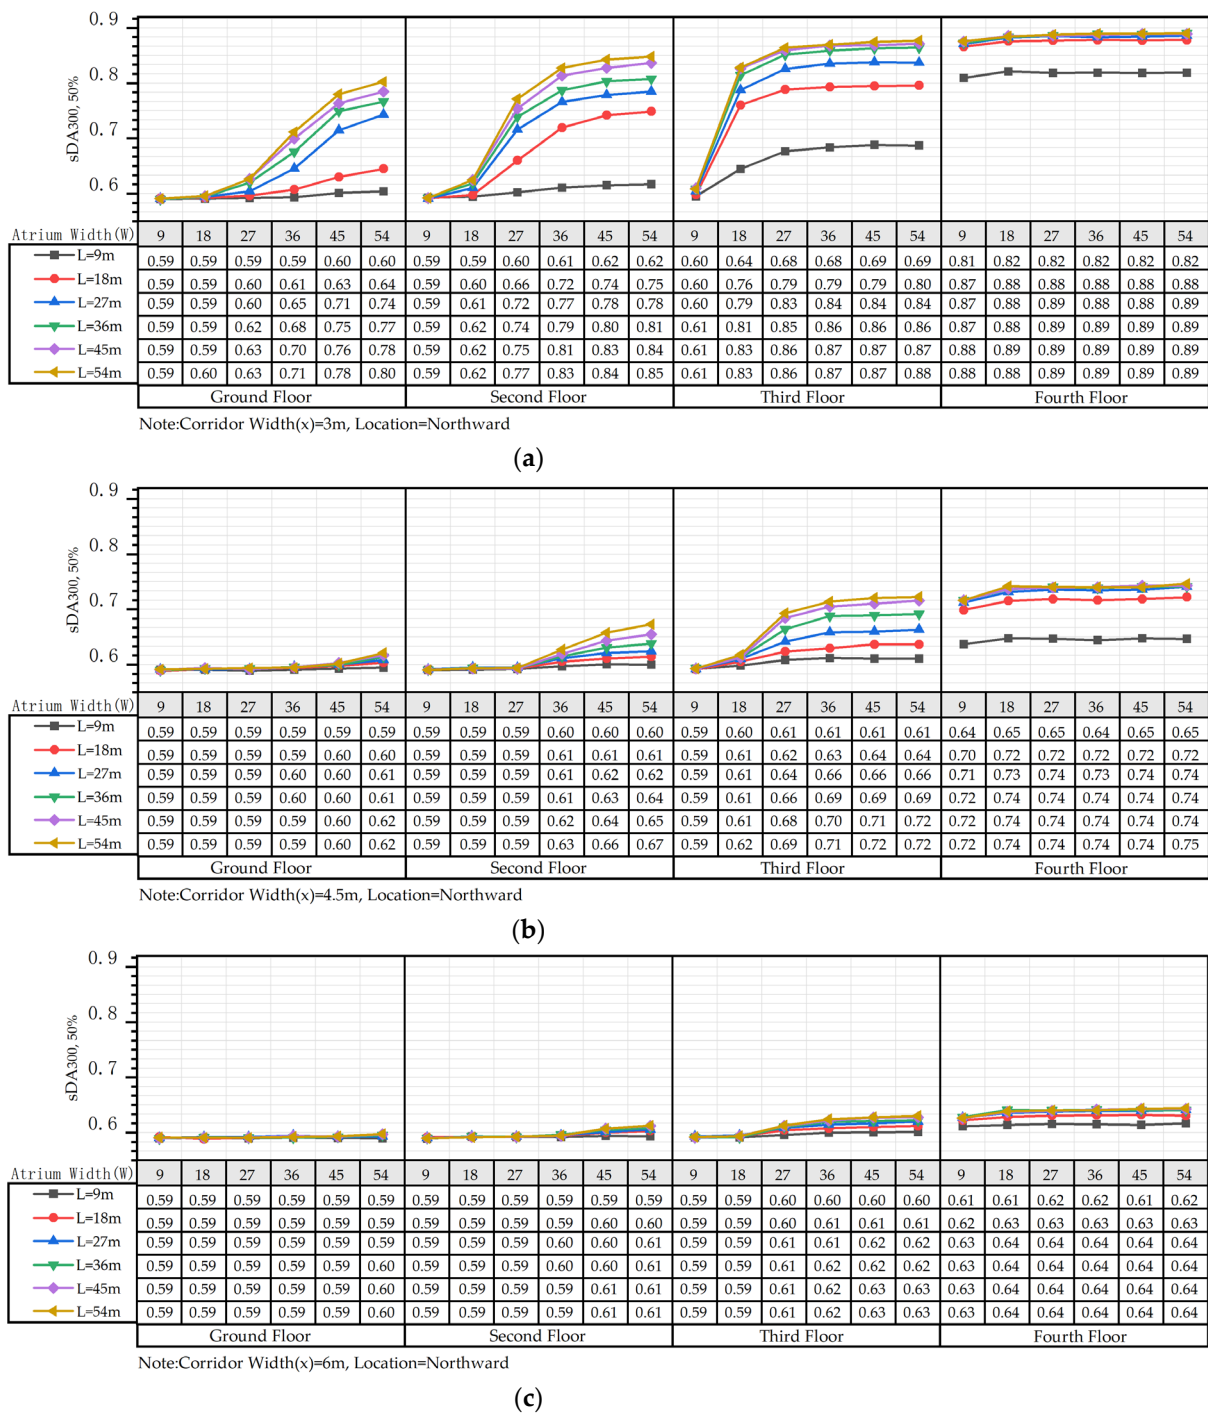 0.9
0.8
0.7
0.6
sDA300, 50%
Atrium Width(W) 9 18 27 36 45 54 9 18 27 36 45 54 9 18 27 36 45 54 9 18 27 36 45 54
L=9m 0.59 0.59 0.59 0.59 0.60 0.60 0.59 0.59 0.60 0.61 0.62 0.62 0.60 0.64 0.68 0.68 0.69 0.69 0.81 0.82 0.82 0.82 0.82 0.82
L=18m 0.59 0.59 0.60 0.61 0.63 0.64 0.59 0.60 0.66 0.72 0.74 0.75 0.60 0.76 0.79 0.79 0.79 0.80 0.87 0.88 0.88 0.88 0.88 0.88
L=27m 0.59 0.59 0.60 0.65 0.71 0.74 0.59 0.61 0.72 0.77 0.78 0.78 0.60 0.79 0.83 0.84 0.84 0.84 0.87 0.88 0.89 0.88 0.88 0.89
L=36m 0.59 0.59 0.62 0.68 0.75 0.77 0.59 0.62 0.74 0.79 0.80 0.81 0.61 0.81 0.85 0.86 0.86 0.86 0.87 0.88 0.89 0.89 0.89 0.89
L=45m 0.59 0.59 0.63 0.70 0.76 0.78 0.59 0.62 0.75 0.81 0.83 0.84 0.61 0.83 0.86 0.87 0.87 0.87 0.88 0.89 0.89 0.89 0.89 0.89
L=54m 0.59 0.60 0.63 0.71 0.78 0.80 0.59 0.62 0.77 0.83 0.84 0.85 0.61 0.83 0.86 0.87 0.87 0.88 0.88 0.88 0.89 0.89 0.89 0.89
Ground Floor Second Floor Third Floor Fourth Floor
Note:Corridor Width(x)=3m, Location=Northward
(a)
0.9
0.8
0.7
0.6
sDA300, 50%
Atrium Width(W) 9 18 27 36 45 54 9 18 27 36 45 54 9 18 27 36 45 54 9 18 27 36 45 54
L=9m 0.59 0.59 0.59 0.59 0.59 0.59 0.59 0.59 0.59 0.60 0.60 0.60 0.59 0.60 0.61 0.61 0.61 0.61 0.64 0.65 0.65 0.64 0.65 0.65
L=18m 0.59 0.59 0.59 0.59 0.60 0.60 0.59 0.59 0.59 0.61 0.61 0.61 0.59 0.61 0.62 0.63 0.64 0.64 0.70 0.72 0.72 0.72 0.72 0.72
L=27m 0.59 0.59 0.59 0.60 0.60 0.61 0.59 0.59 0.59 0.61 0.62 0.62 0.59 0.61 0.64 0.66 0.66 0.66 0.71 0.73 0.74 0.73 0.74 0.74
L=36m 0.59 0.59 0.59 0.60 0.60 0.61 0.59 0.59 0.59 0.61 0.63 0.64 0.59 0.61 0.66 0.69 0.69 0.69 0.72 0.74 0.74 0.74 0.74 0.74
L=45m 0.59 0.59 0.59 0.59 0.60 0.62 0.59 0.59 0.59 0.62 0.64 0.65 0.59 0.61 0.68 0.70 0.71 0.72 0.72 0.74 0.74 0.74 0.74 0.74
L=54m 0.59 0.59 0.59 0.59 0.60 0.62 0.59 0.59 0.59 0.63 0.66 0.67 0.59 0.62 0.69 0.71 0.72 0.72 0.72 0.74 0.74 0.74 0.74 0.75
Ground Floor Second Floor Third Floor Fourth Floor
Note:Corridor Width(x)=4.5m, Location=Northward
(b)
0.9
0.8
0.7
0.6
sDA300, 50%
Atrium Width(W) 9 18 27 36 45 54 9 18 27 36 45 54 9 18 27 36 45 54 9 18 27 36 45 54
L=9m 0.59 0.59 0.59 0.59 0.59 0.59 0.59 0.59 0.59 0.59 0.59 0.59 0.59 0.59 0.60 0.60 0.60 0.60 0.61 0.61 0.62 0.62 0.61 0.62
L=18m 0.59 0.59 0.59 0.59 0.59 0.59 0.59 0.59 0.59 0.59 0.60 0.60 0.59 0.59 0.60 0.61 0.61 0.61 0.62 0.63 0.63 0.63 0.63 0.63
L=27m 0.59 0.59 0.59 0.59 0.59 0.59 0.59 0.59 0.59 0.60 0.60 0.61 0.59 0.59 0.61 0.61 0.62 0.62 0.63 0.64 0.64 0.64 0.64 0.64
L=36m 0.59 0.59 0.59 0.59 0.59 0.60 0.59 0.59 0.59 0.60 0.60 0.61 0.59 0.59 0.61 0.62 0.62 0.62 0.63 0.64 0.64 0.64 0.64 0.64
L=45m 0.59 0.59 0.59 0.59 0.59 0.60 0.59 0.59 0.59 0.59 0.61 0.61 0.59 0.59 0.61 0.62 0.63 0.63 0.63 0.64 0.64 0.64 0.64 0.64
L=54m 0.59 0.59 0.59 0.59 0.59 0.60 0.59 0.59 0.59 0.59 0.61 0.61 0.59 0.59 0.61 0.62 0.63 0.63 0.63 0.64 0.64 0.64 0.64 0.64
Ground Floor Second Floor Third Floor Fourth Floor
Note:Corridor Width(x)=6m, Location=Northward
(c)